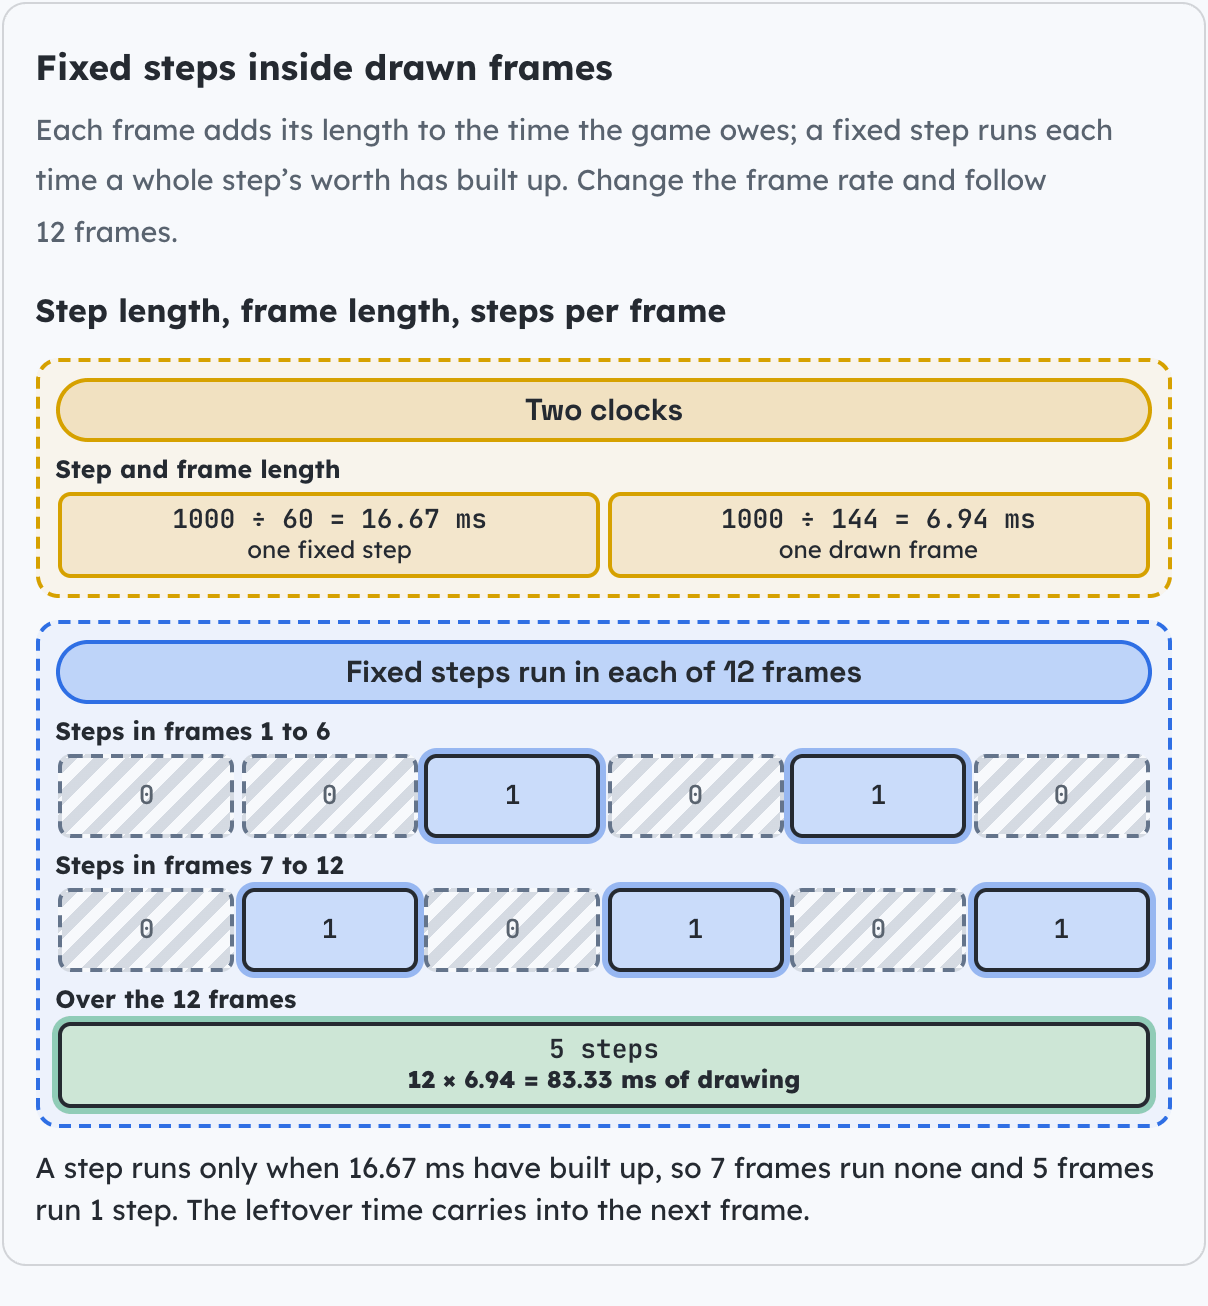 Fixed steps inside drawn frames
Each frame adds its length to the time the game owes; a fixed step runs each
time a whole step’s worth has built up. Change the frame rate and follow
12 frames.
Step length, frame length, steps per frame
Two clocks
Step and frame length
1000 ÷ 60 = 16.67 ms
one fixed step
1000 ÷ 144 = 6.94 ms
one drawn frame
Fixed steps run in each of 12 frames
Steps in frames 1 to 6
0 0 1 0 1 0
Steps in frames 7 to 12
0 1 0 1 0 1
Over the 12 frames
5 steps
12 × 6.94 = 83.33 ms of drawing
A step runs only when 16.67 ms have built up, so 7 frames run none and 5 frames
run 1 step. The leftover time carries into the next frame.